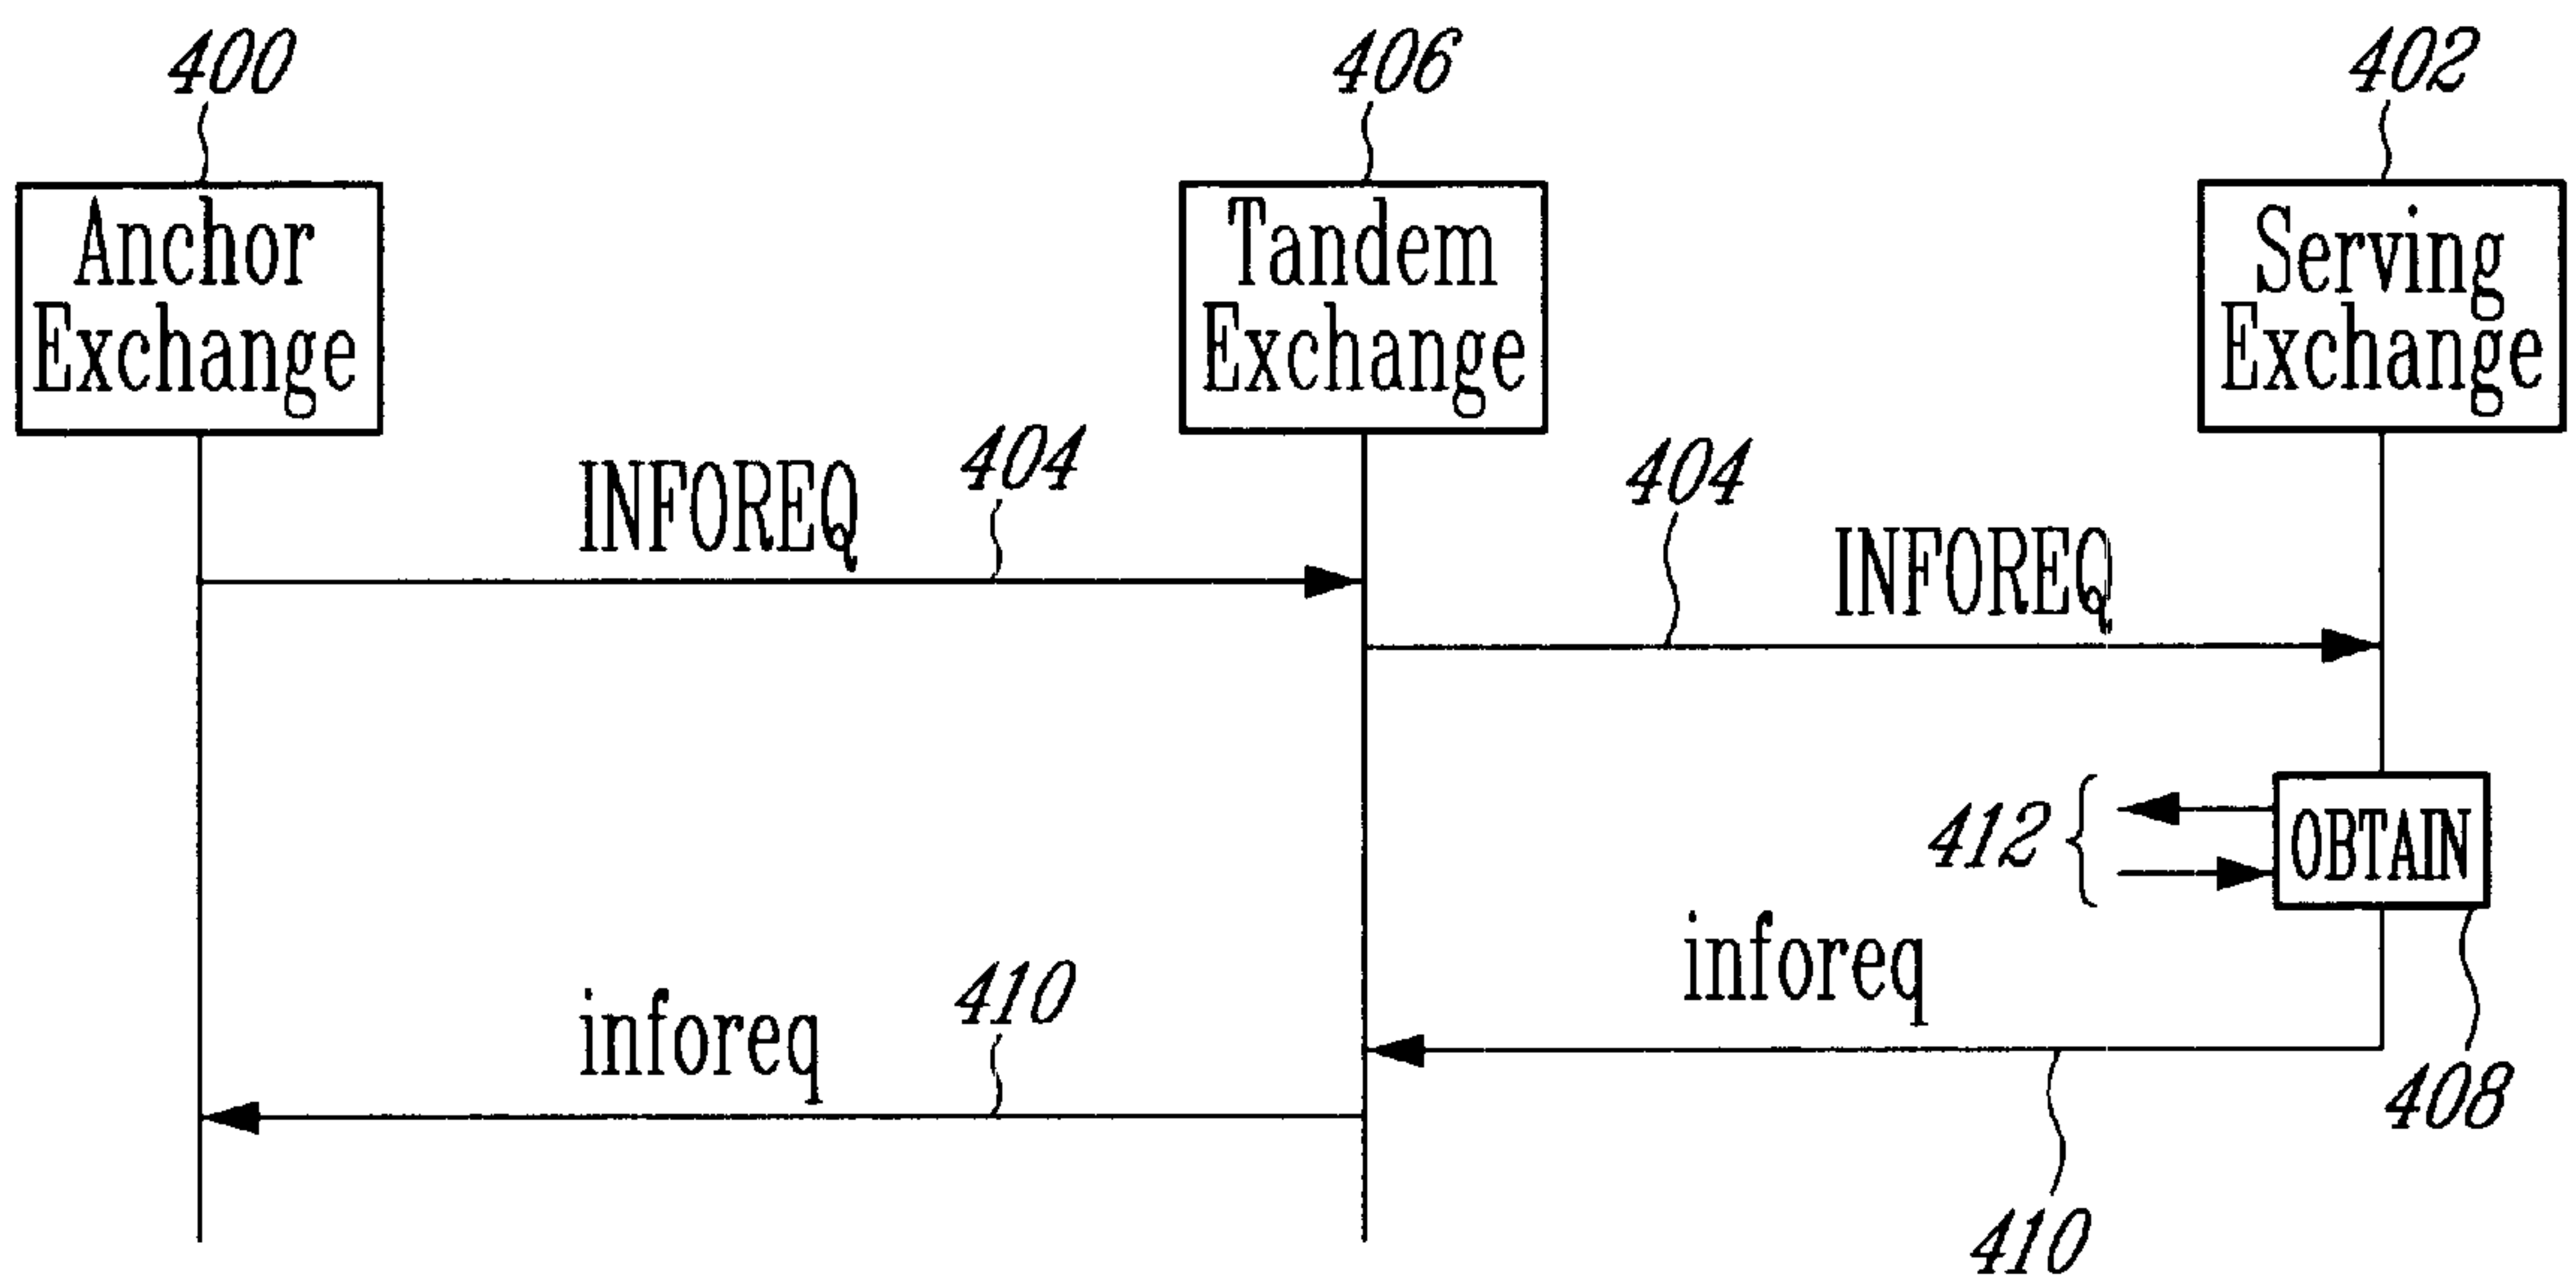 400
406
402
Anchor
Exchange
Tandem
Exchange
Serving
Exchange
INFOREQ
404
404
INFOREQ
412
OBTAIN
inforeq
410
inforeq
408
410